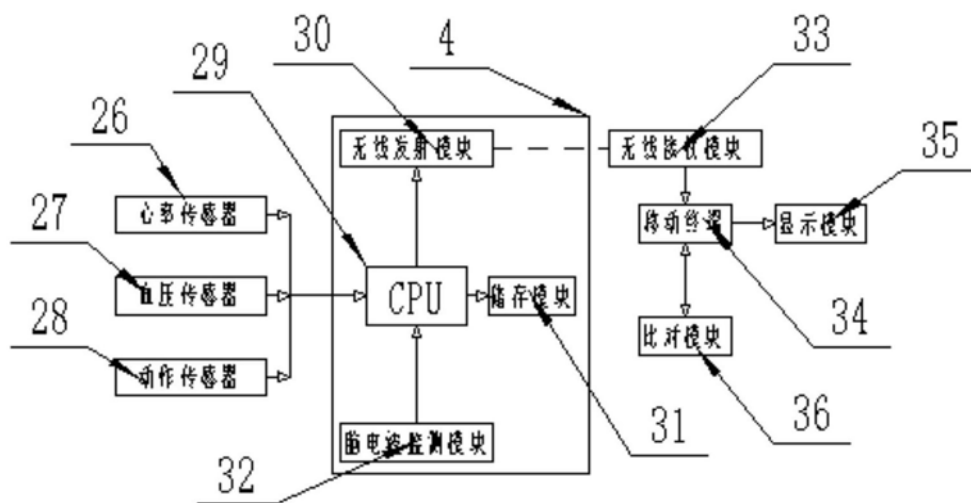 30
4
33
29
26
35
无线发射模块
无线接收模块
27
心率传感器
移动终端
显示模块
28
血压传感器
CPU
储存模块
34
动作传感器
比对模块
31
36
脑电波监测模块
32